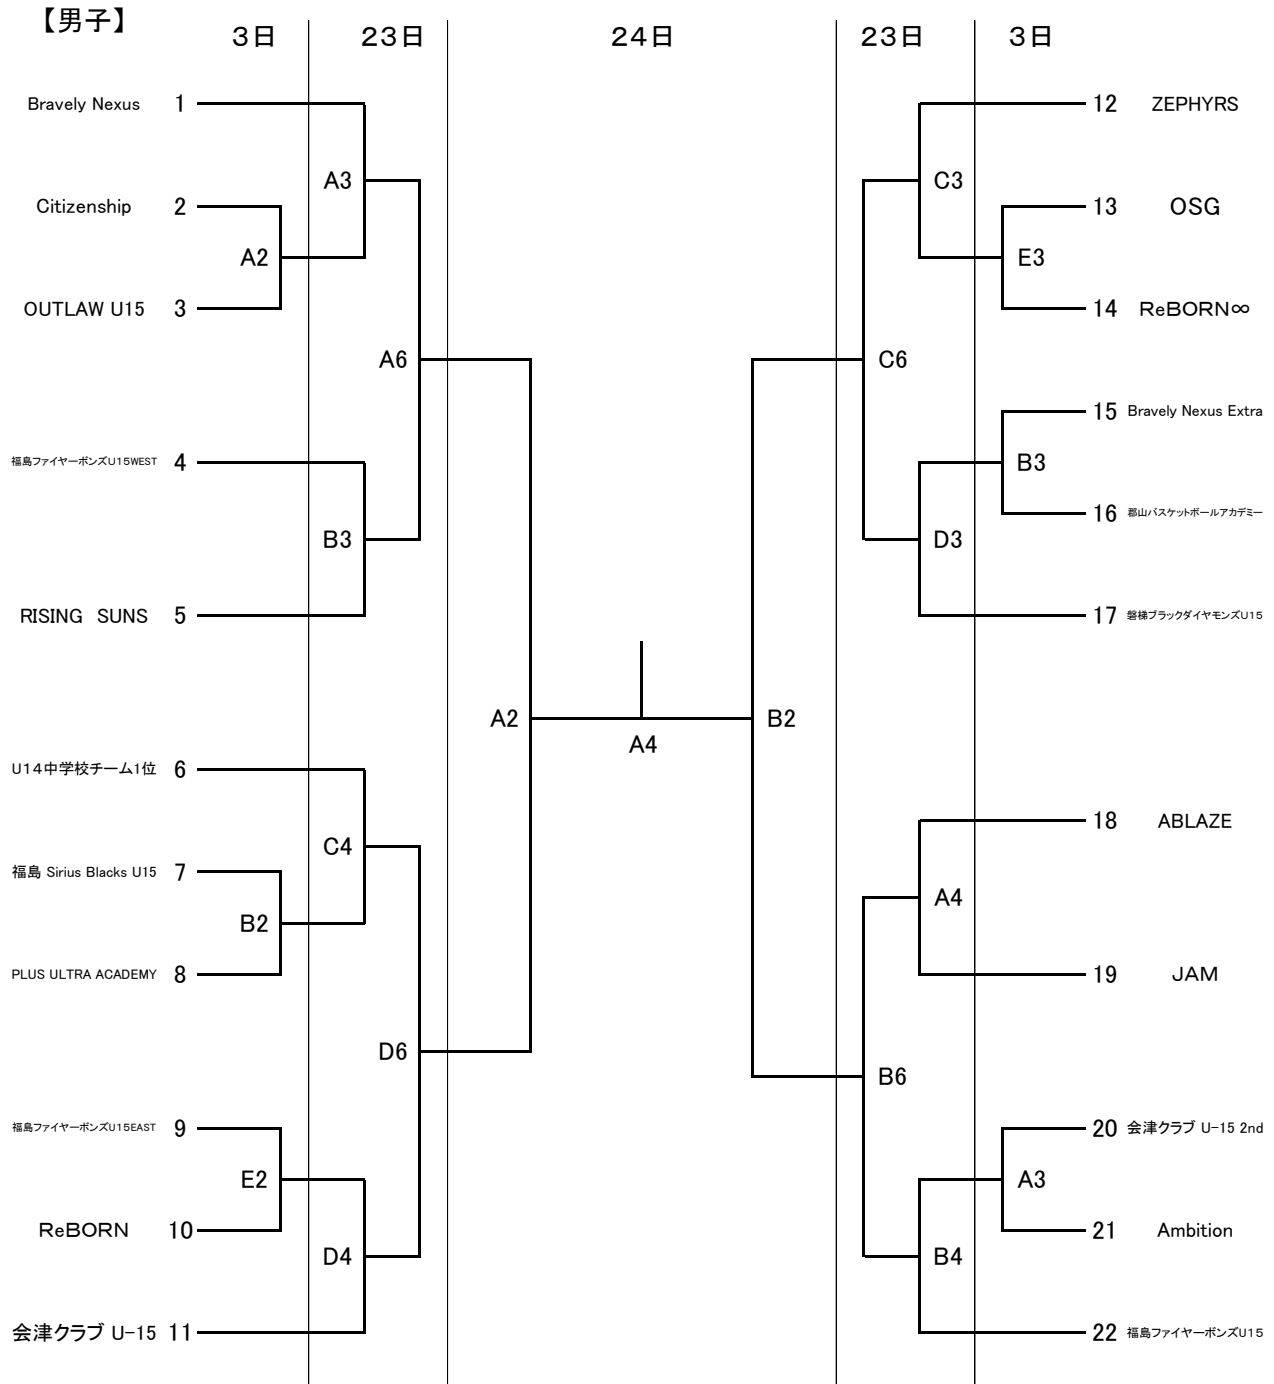 【男子】
3日 23日 24日 23日 3日
Bravely Nexus 1
12 ZEPHYRS
A3
C3
Citizenship 2
13 OSG
A2
E3
OUTLAW U15 3
14 ReBORN∞
A6
C6
15 Bravely Nexus Extra
福島ファイヤーボンズU15WEST 4
B3
16 郡山バスケットボールアカデミー
B3
D3
RISING SUNS 5
17 磐梯ブラックダイヤモンズU15
A2
B2
A4
U14中学校チーム1位 6
18 ABLAZE
C4
福島 Sirius Blacks U15 7
A4
B2
PLUS ULTRA ACADEMY 8
19 JAM
D6
B6
福島ファイヤーボンズU15EAST 9
20 会津クラブ U-15 2nd
E2
A3
ReBORN 10
21 Ambition
D4
B4
会津クラブ U-15 11
22 福島ファイヤーボンズU15